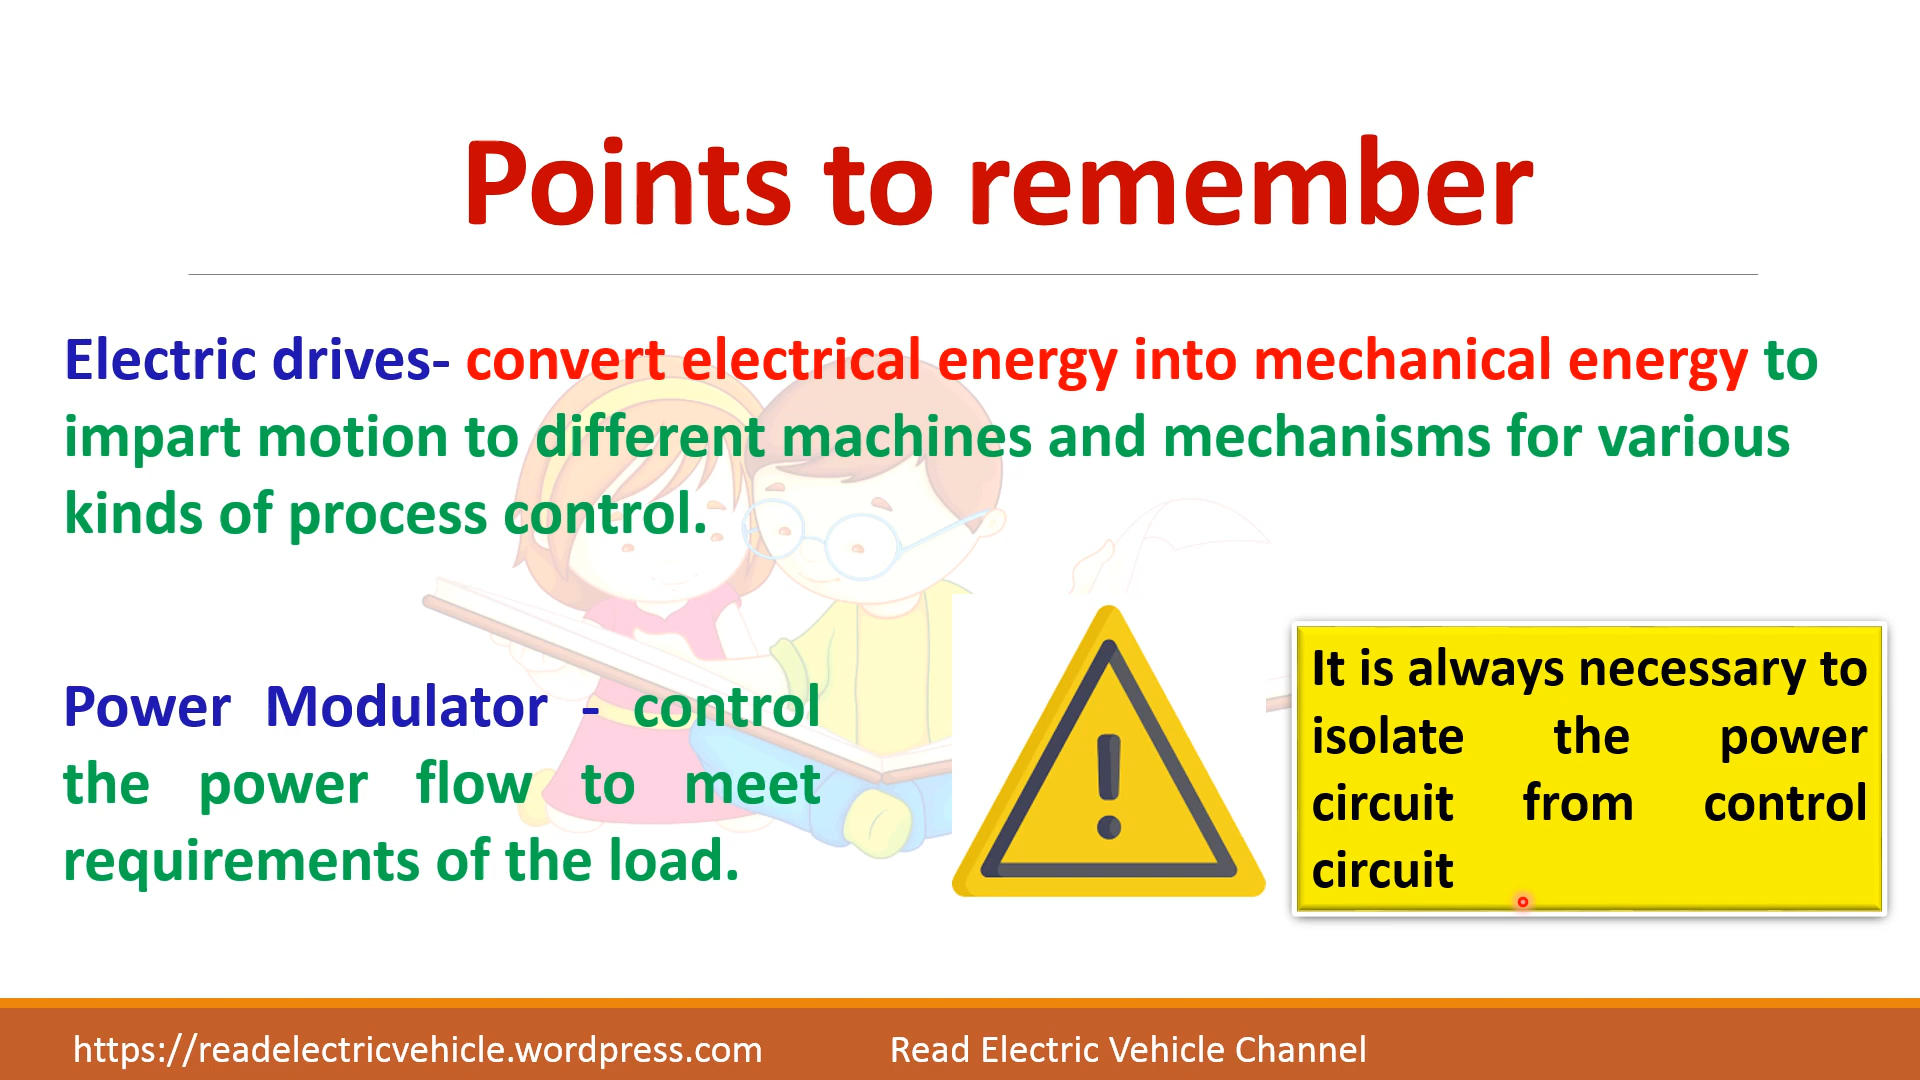 Points to remember
Electric drives- convert electrical energy into mechanical energy to
impart motion to different machines and mechanisms for various
kinds of process control.
Power Modulator - control
the power flow to meet
requirements of the load.
It is always necessary to
isolate the power
circuit from control
circuit
https://readelectricvehicle.wordpress.com
Read Electric Vehicle Channel